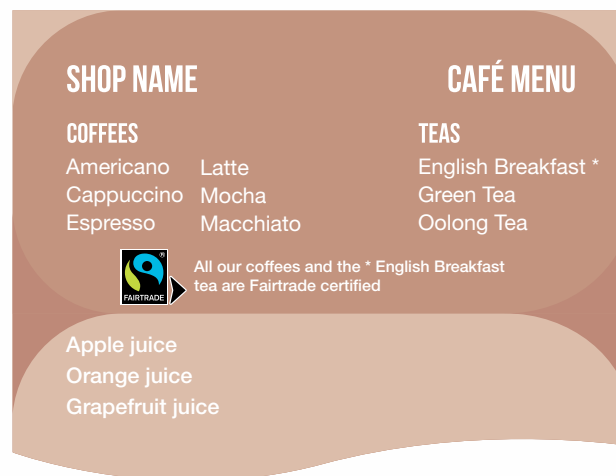 SHOP NAME
CAFÉ MENU
COFFEES
Americano
Cappuccino
Espresso
Latte
Mocha
Macchiato
TEAS
English Breakfast *
Green Tea
Oolong Tea
®
FAIRTRADE
All our coffees and the * English Breakfast
tea are Fairtrade certified
Apple juice
Orange juice
Grapefruit juice